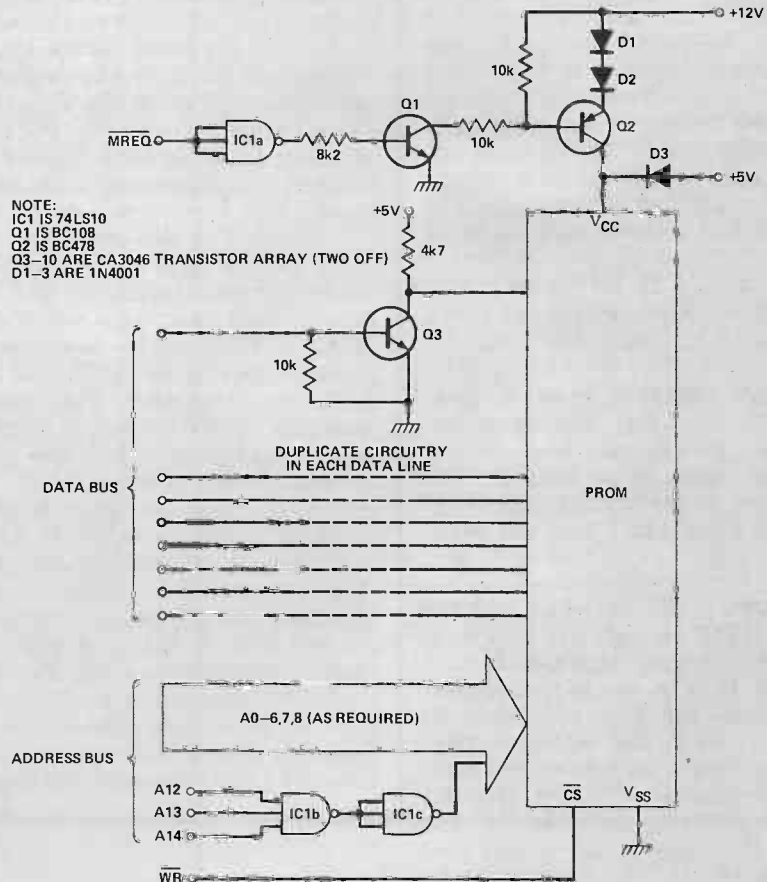 +12V
D1
10k
D2
Q1
Q2
MREQ
IC1a
8k2
10k
D3
+5V
NOTE:
IC1 IS 74LS10
Q1 IS BC108
Q2 IS BC478
Q3–10 ARE CA3046 TRANSISTOR ARRAY (TWO OFF)
D1–3 ARE 1N4001
+5V
VCC
4k7
Q3
10k
DUPLICATE CIRCUITRY
IN EACH DATA LINE
DATA BUS
PROM
A0–6,7,8 (AS REQUIRED)
ADDRESS BUS
A12
A13
A14
IC1b
IC1c
CS
VSS
WR